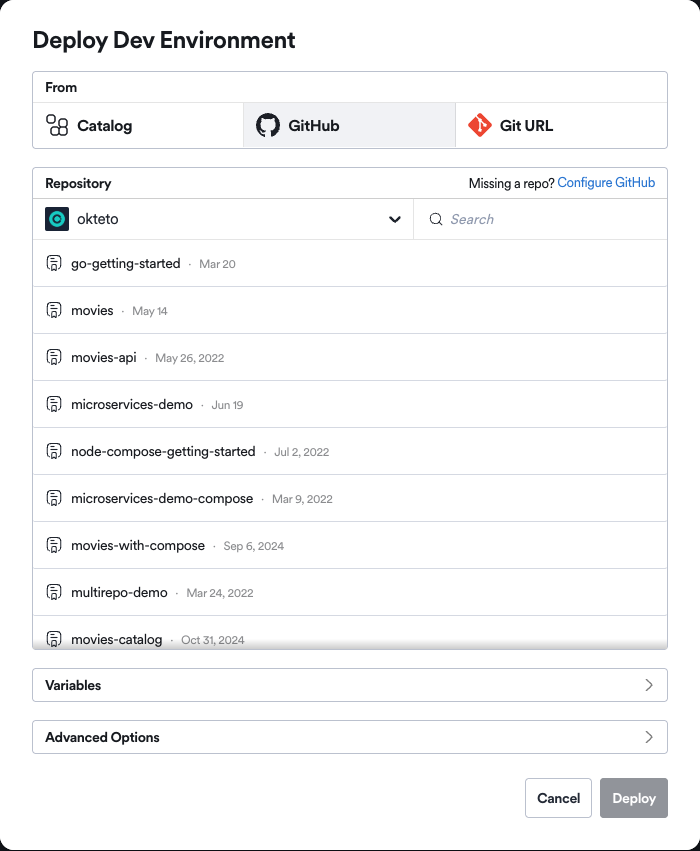 Deploy Dev Environment
From
Catalog
GitHub
Git URL
Repository
Missing a repo? Configure GitHub
okteto
Search
go-getting-started · Mar 20
movies · May 14
movies-api · May 26, 2022
microservices-demo · Jun 19
node-compose-getting-started · Jul 2, 2022
microservices-demo-compose · Mar 9, 2022
movies-with-compose · Sep 6, 2024
multirepo-demo · Mar 24, 2022
movies-catalog · Oct 31, 2024
Variables
Advanced Options
Cancel
Deploy